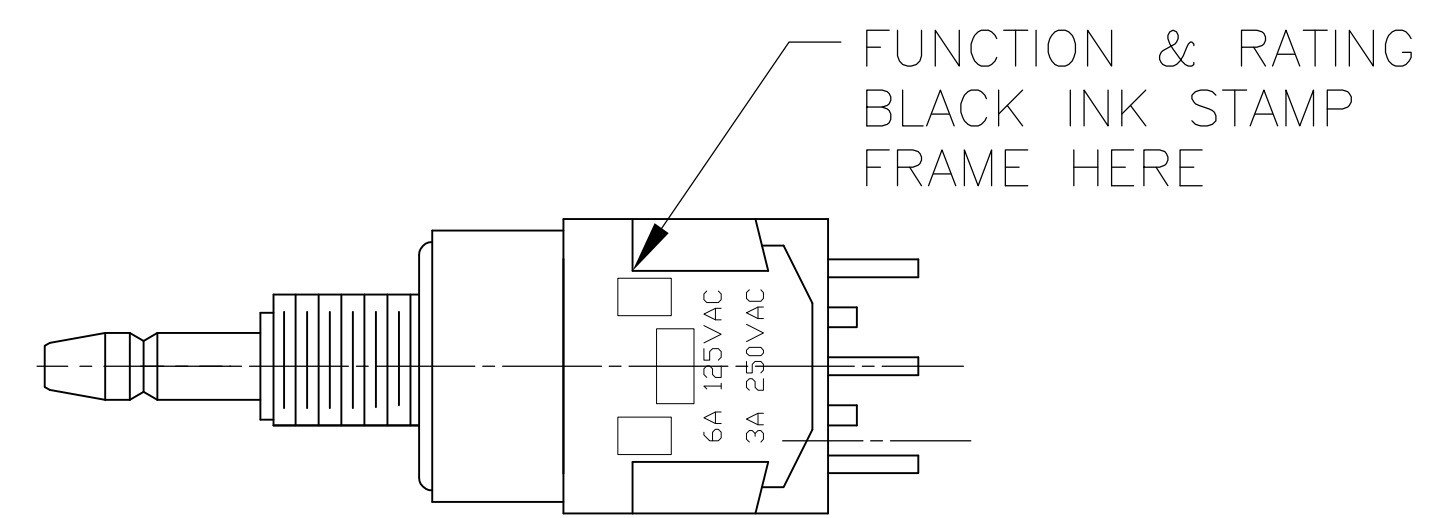 FUNCTION & RATING
BLACK INK STAMP
FRAME HERE
6A 125VAC
3A 250VAC